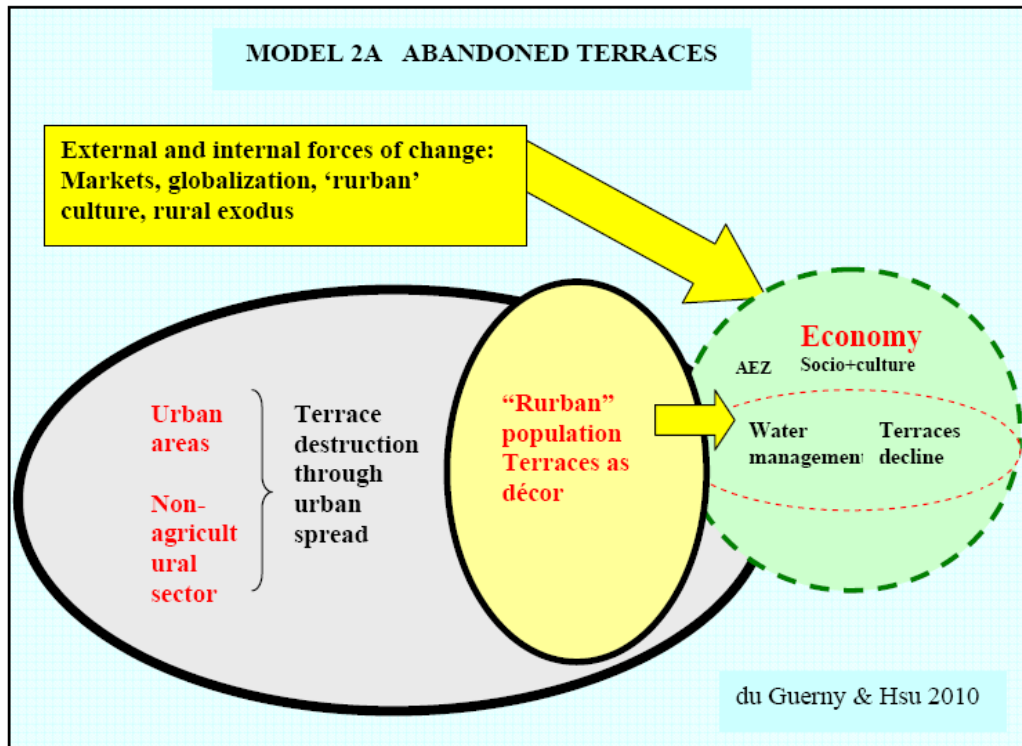 MODEL 2A ABANDONED TERRACES
External and internal forces of change:
Markets, globalization, ‘rurban’
culture, rural exodus
Economy
AEZ Socio+culture
Water
management
Terraces
decline
“Rurban”
population
Terraces as
décor
Urban
areas
Non-
agricult
ural
sector
Terrace
destruction
through
urban
spread
du Guerny & Hsu 2010